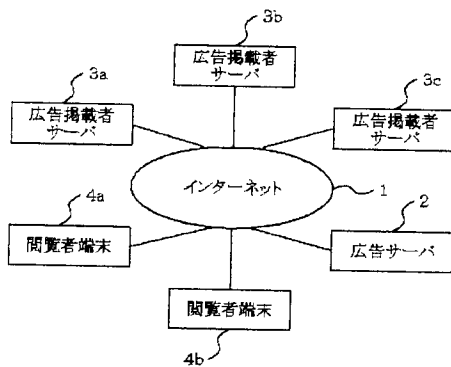 3b
広告掲載者
サーバ
3a
広告掲載者
サーバ
3c
広告掲載者
サーバ
インターネット
1
4a
閲覧者端末
2
広告サーバ
閲覧者端末
4b